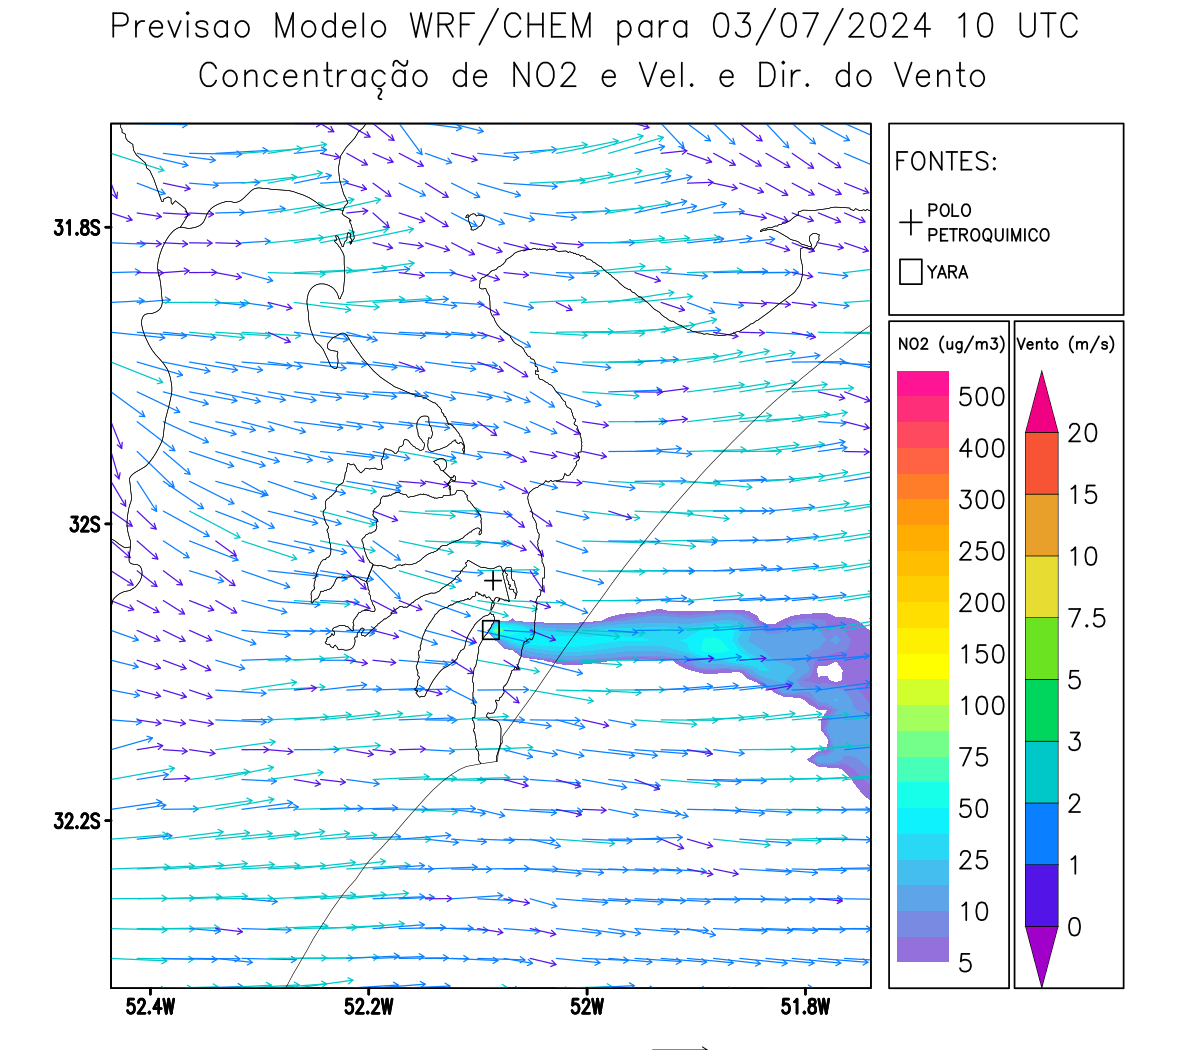 Previsao Modelo WRF/CHEM para 03/07/2024 10 UTC
Concentração de NO2 e Vel. e Dir. do Vento
FONTES:
POLO
PETROQUIMICO
YARA
NO2 (ug/m3)
500
400
300
250
200
150
100
75
50
25
10
5
Vento (m/s)
20
15
10
7.5
5
3
2
1
0
31.8S
32S
32.2S
52.4W
52.2W
52W
51.8W